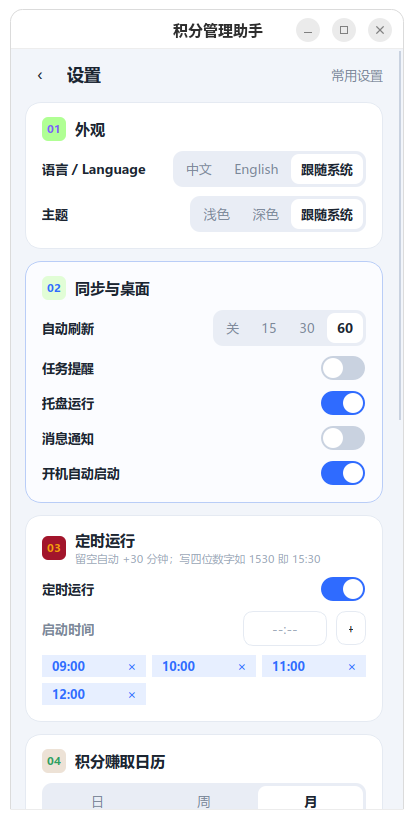 积分管理助手
‹ 设置 常用设置
01 外观
语言 / Language 中文 English 跟随系统
主题 浅色 深色 跟随系统
02 同步与桌面
自动刷新 关 15 30 60
任务提醒
托盘运行
消息通知
开机自动启动
03 定时运行
留空自动 +30 分钟；写四位数字如 1530 即 15:30
定时运行
启动时间 --:-- +
09:00 × 10:00 × 11:00 ×
12:00 ×
04 积分赚取日历
日 周 月